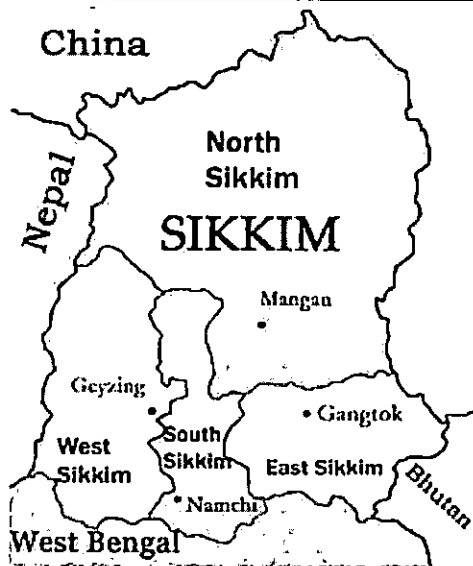 China
North
Sikkim
Nepal
SIKKIM
Mangan
Geyzing
Gangtok
South
Sikkim
West
Sikkim
East Sikkim
Bhutan
Namchi
West Bengal